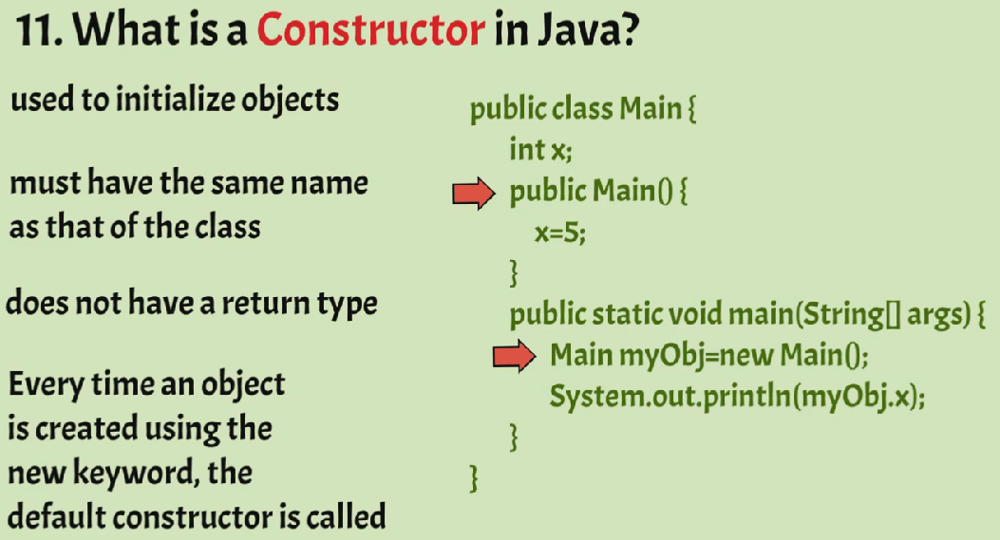 11. What is a Constructor in Java?
used to initialize objects
must have the same name
as that of the class
does not have a return type
Every time an object
is created using the
new keyword, the
default constructor is called
public class Main {
int x;
public Main() {
x=5;
}
public static void main(String[] args) {
Main myObj=new Main();
System.out.println(myObj.x);
}
}